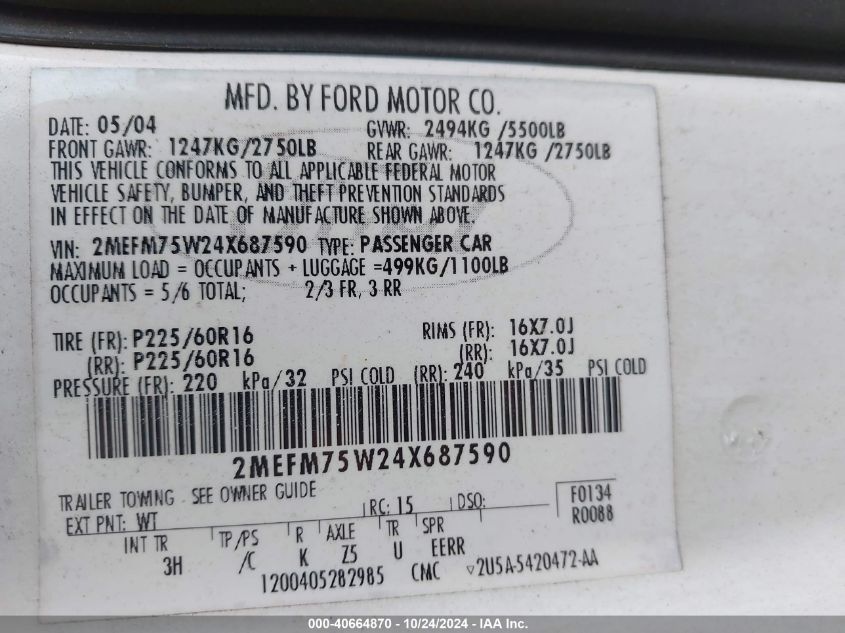 MFD. BY FORD MOTOR CO.
DATE: 05/04 GVWR: 2494KG /5500LB
FRONT GAWR: 1247KG/2750LB REAR GAWR: 1247KG /2750LB
THIS VEHICLE CONFORMS TO ALL APPLICABLE FEDERAL MOTOR
VEHICLE SAFETY, BUMPER, AND THEFT PREVENTION STANDARDS
IN EFFECT ON THE DATE OF MANUFACTURE SHOWN ABOVE.
VIN: 2MEFM75W24X687590 TYPE: PASSENGER CAR
MAXIMUM LOAD = OCCUPANTS + LUGGAGE =499KG/1100LB
OCCUPANTS = 5/6 TOTAL; 2/3 FR, 3 RR
TIRE (FR): P225/60R16 RIMS (FR): 16X7.0J
(RR): P225/60R16 (RR): 16X7.0J
PRESSURE (FR): 220 kPa/32 PSI COLD (RR): 240 kPa/35 PSI COLD
2MEFM75W24X687590
TRAILER TOWING - SEE OWNER GUIDE
EXT PNT: WT RC: 15 DSO: F0134
R0088
INT TR TP/PS R AXLE TR SPR
3H /C K Z5 U EERR
1200405282985 CMC ▽2U5A-5420472-AA
000-40664870 - 10/24/2024 - IAA Inc.